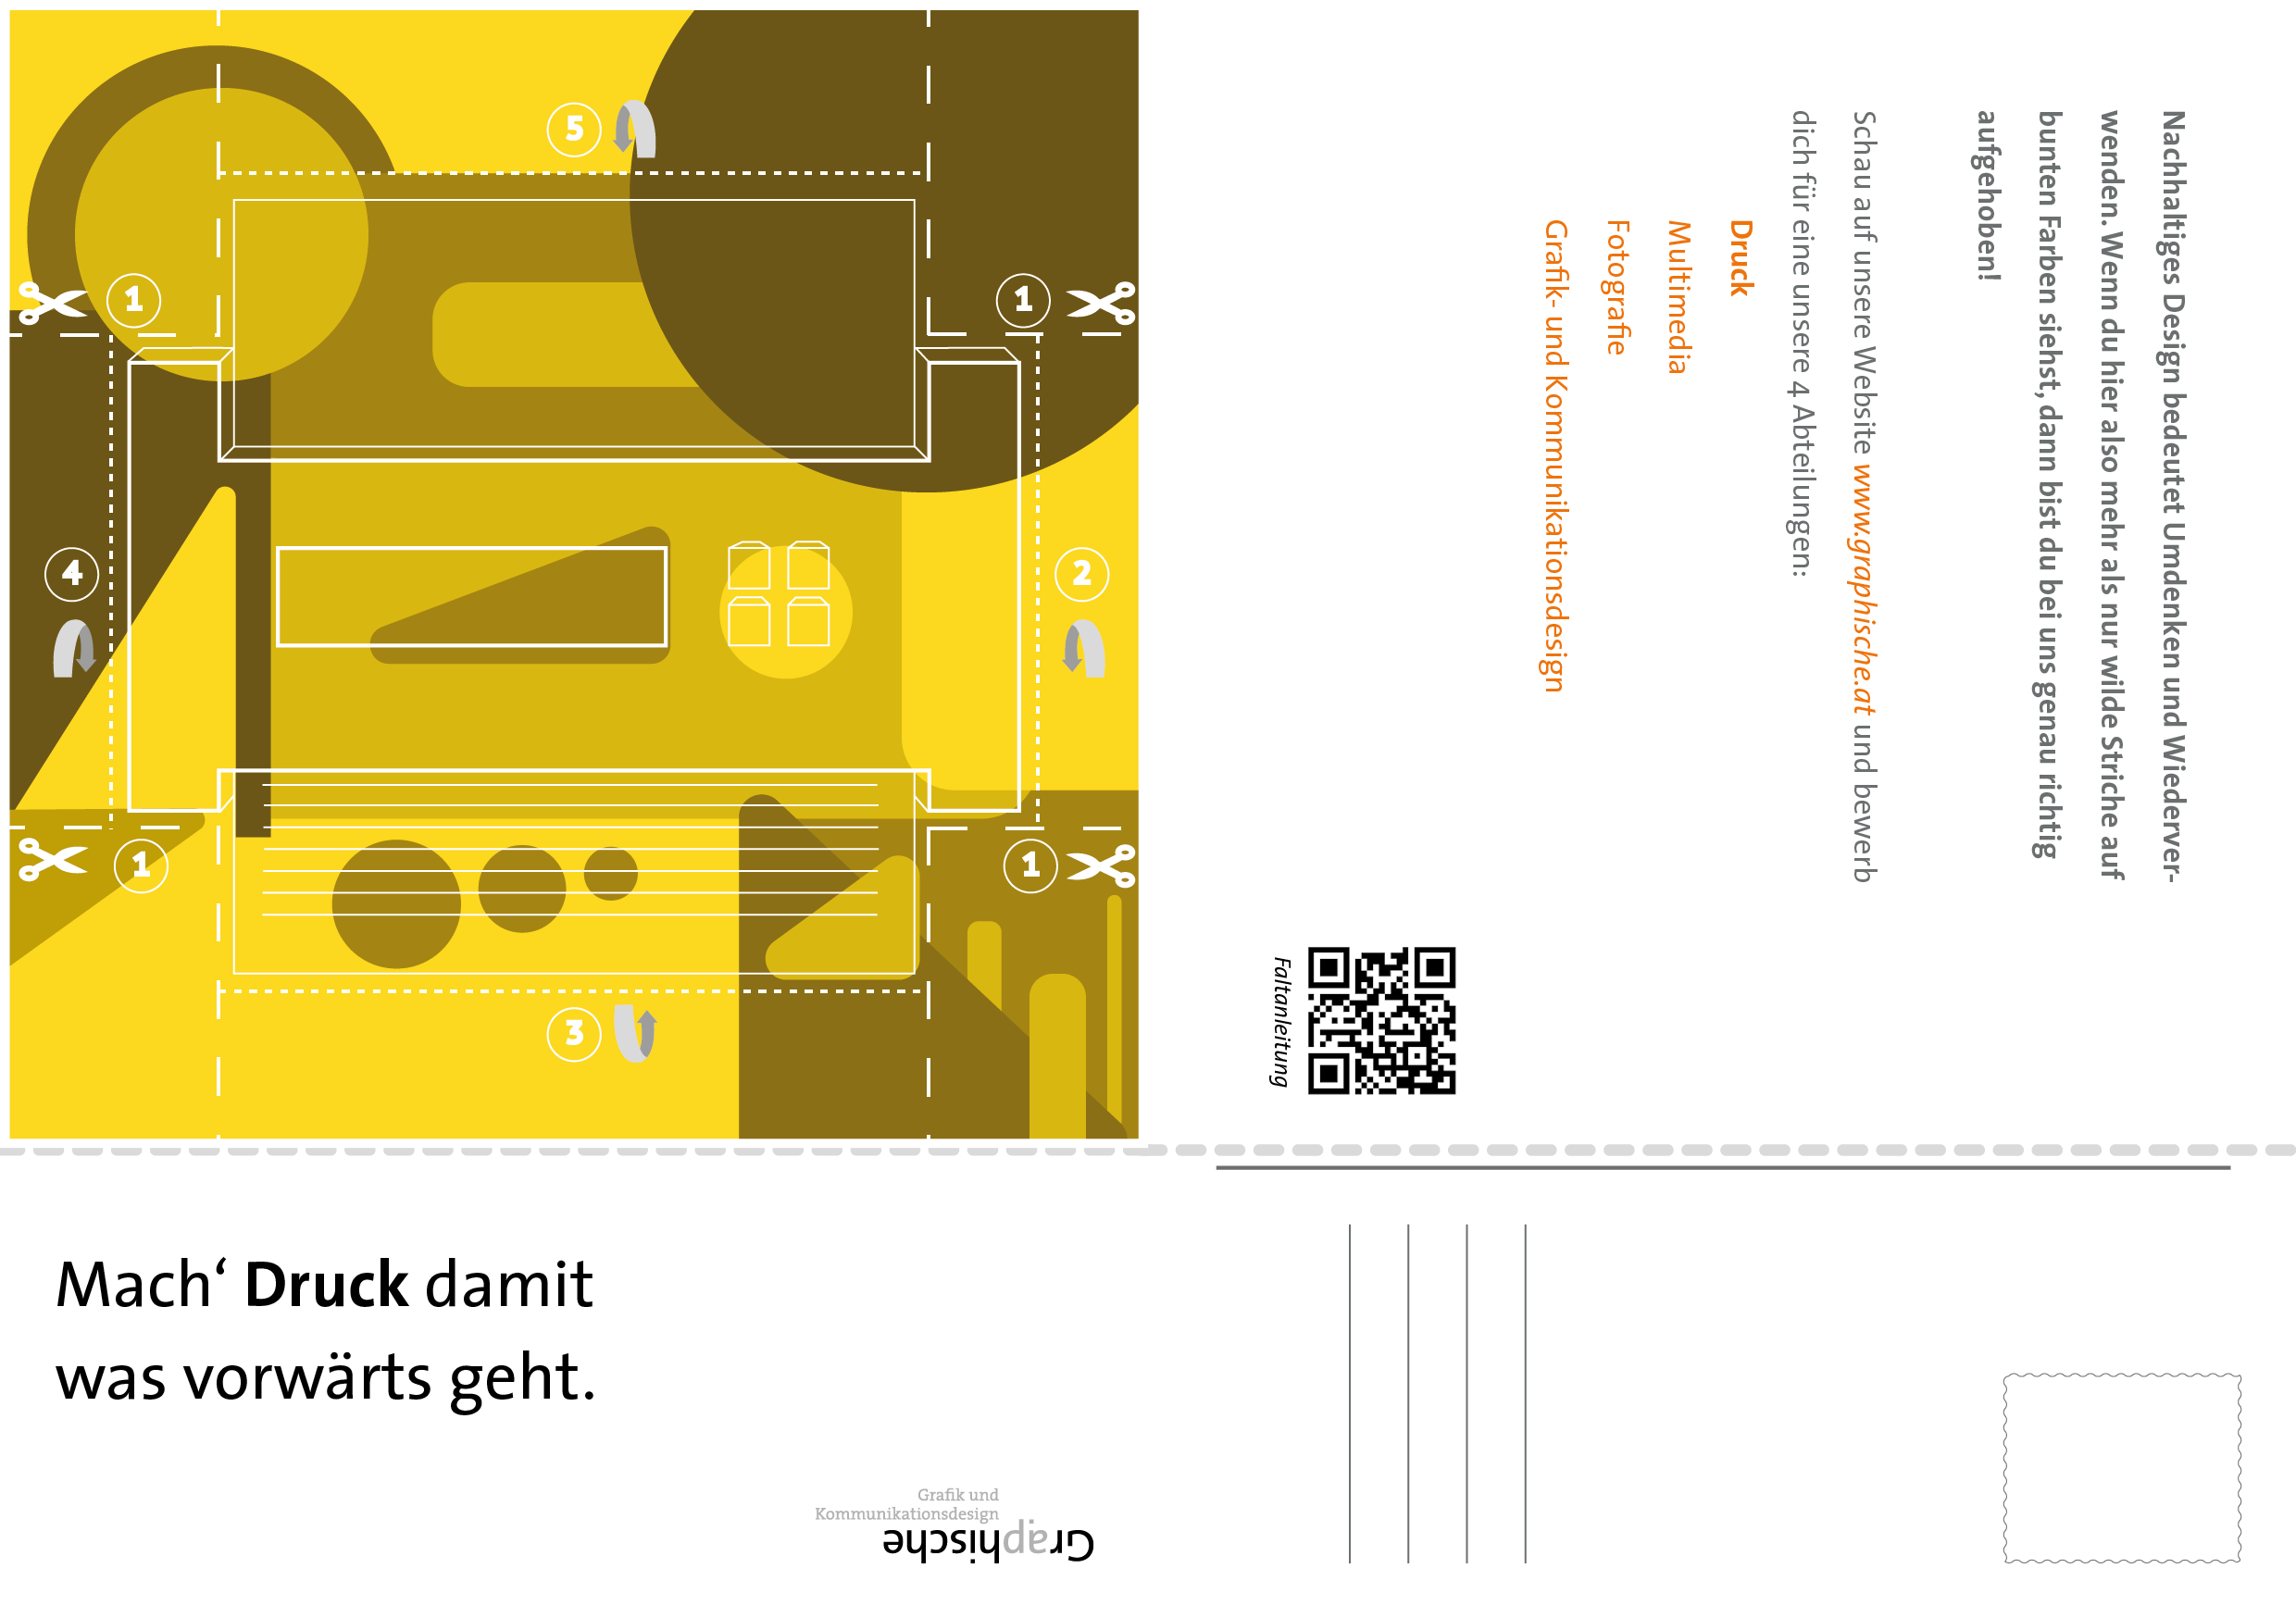 5
1
1
4
2
1
1
3
Mach‘ Druck damit
was vorwärts geht.
Grafik und
Kommunikationsdesign
Graphische
Nachhaltiges Design bedeutet Umdenken und Wiederver-
wenden. Wenn du hier also mehr als nur wilde Striche auf
bunten Farben siehst, dann bist du bei uns genau richtig
aufgehoben!
Schau auf unsere Website www.graphische.at und bewerb
dich für eine unsere 4 Abteilungen:
Druck
Multimedia
Fotografie
Grafik- und Kommunikationsdesign
Faltanleitung